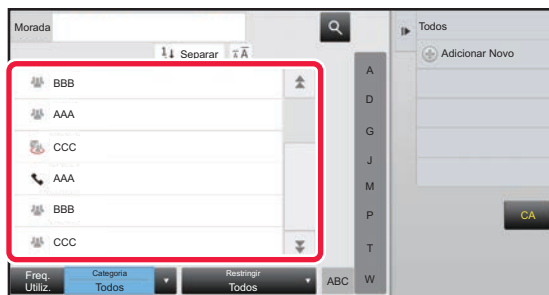 Morada
Todos
1↓ Separar
Adicionar Novo
BBB
AAA
CCC
AAA
BBB
CCC
A
D
G
J
M
P
T
W
CA
Freq. Utiliz.
Categoria
Todos
Restringir
Todos
ABC